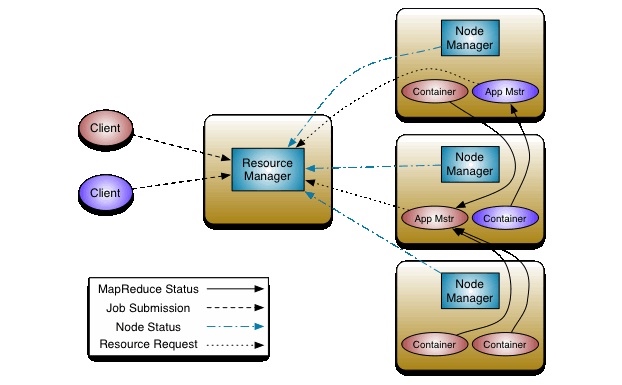 Client
Client
Resource
Manager
Node
Manager
Container
App Mstr
Node
Manager
App Mstr
Container
Node
Manager
Container
Container
MapReduce Status
Job Submission
Node Status
Resource Request